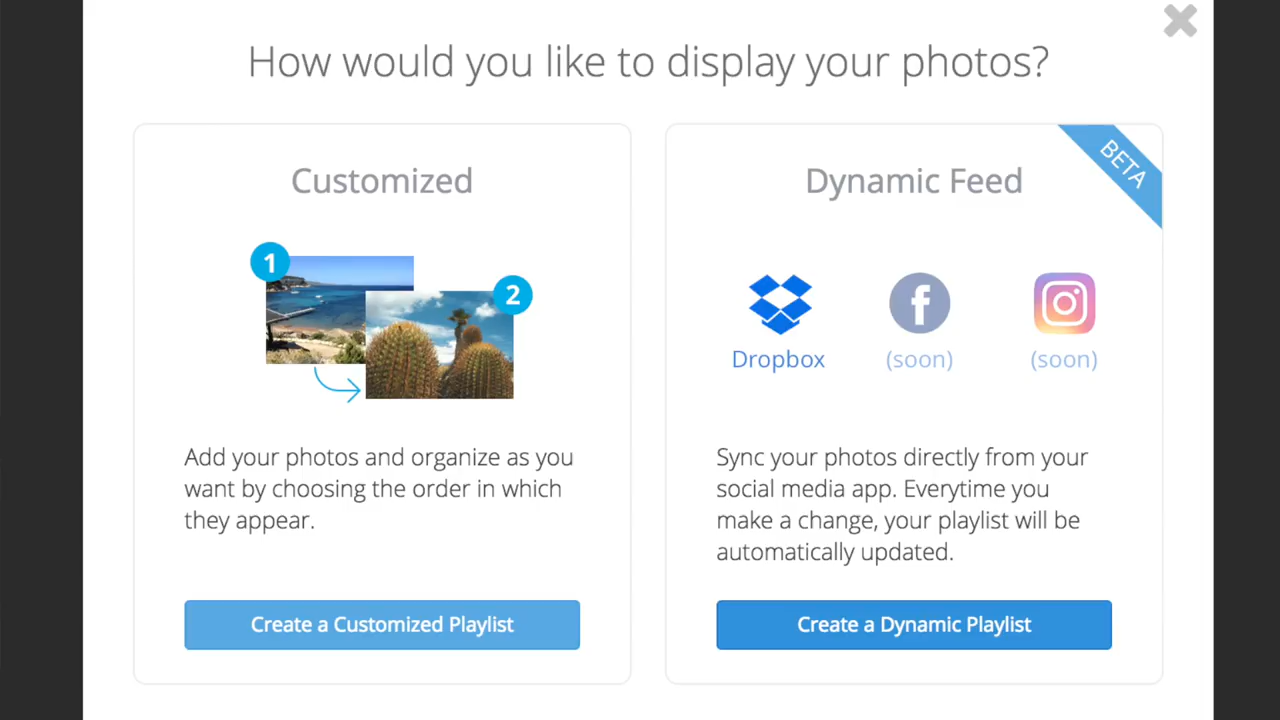 How would you like to display your photos?
Customized
1
2
Add your photos and organize as you
want by choosing the order in which
they appear.
Create a Customized Playlist
Dynamic Feed
BETA
Dropbox
(soon)
(soon)
Sync your photos directly from your
social media app. Everytime you
make a change, your playlist will be
automatically updated.
Create a Dynamic Playlist